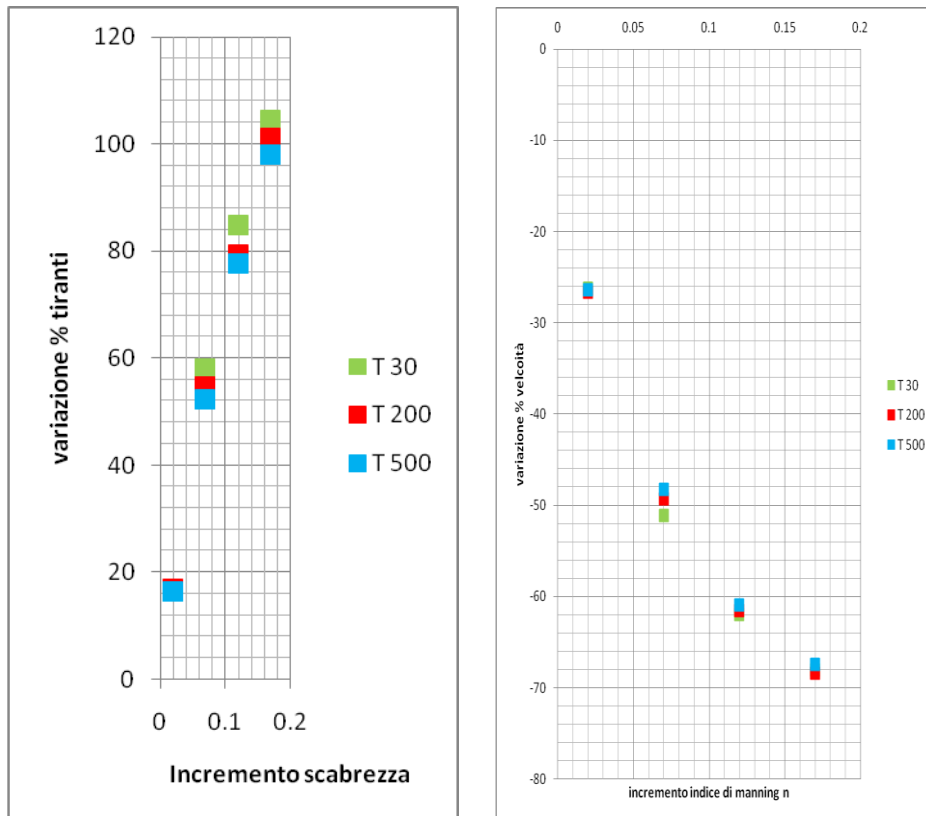 120
100
80
60
40
20
0
0 0.1 0.2
variazione % tiranti
Incremento scabrezza
T 30
T 200
T 500
0 0.05 0.1 0.15 0.2
0
-10
-20
-30
-40
-50
-60
-70
-80
variazione % velcoità
incremento indice di manning n
T 30
T 200
T 500